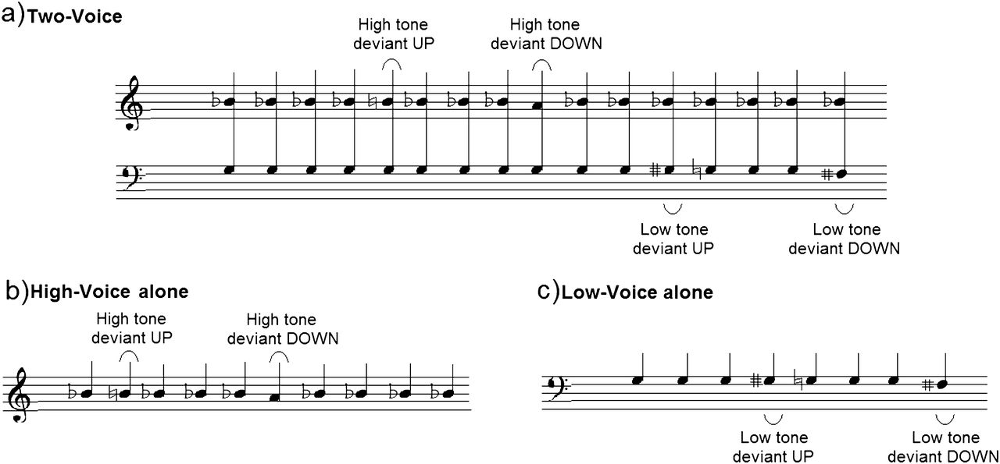 a)Two-Voice
High tone
deviant UP
High tone
deviant DOWN
Low tone
deviant UP
Low tone
deviant DOWN
b)High-Voice alone
High tone
deviant UP
High tone
deviant DOWN
c)Low-Voice alone
Low tone
deviant UP
Low tone
deviant DOWN